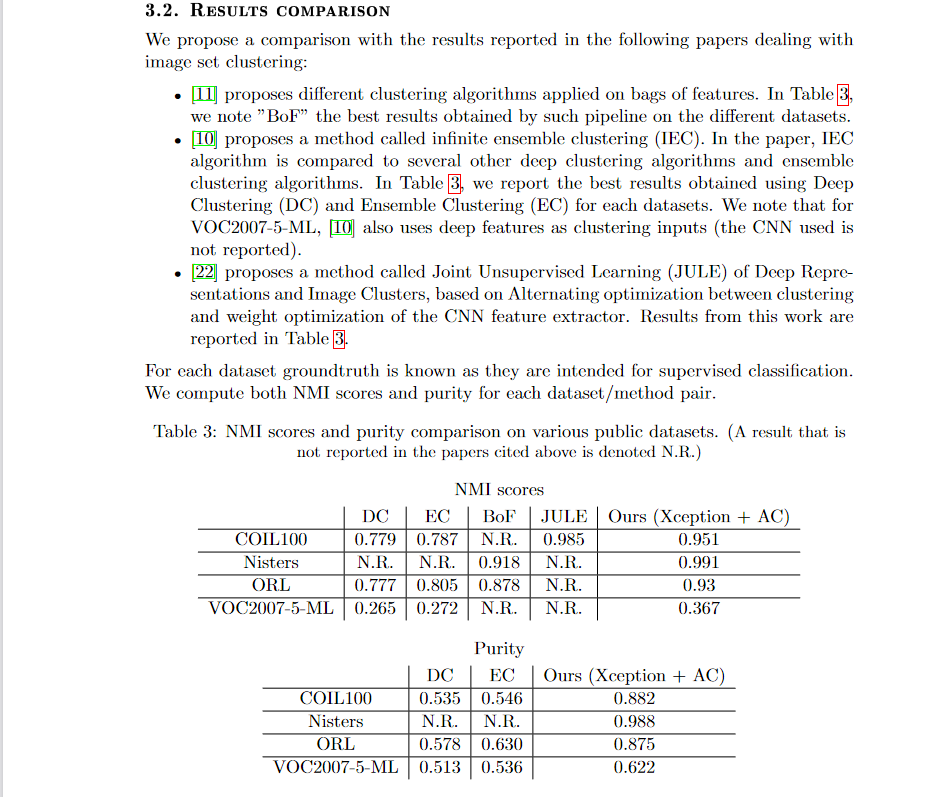 3.2. RESULTS COMPARISON
We propose a comparison with the results reported in the following papers dealing with
image set clustering:
• [11] proposes different clustering algorithms applied on bags of features. In Table 3,
we note "BoF" the best results obtained by such pipeline on the different datasets.
• [10] proposes a method called infinite ensemble clustering (IEC). In the paper, IEC
algorithm is compared to several other deep clustering algorithms and ensemble
clustering algorithms. In Table 3, we report the best results obtained using Deep
Clustering (DC) and Ensemble Clustering (EC) for each datasets. We note that for
VOC2007-5-ML, [10] also uses deep features as clustering inputs (the CNN used is
not reported).
• [22] proposes a method called Joint Unsupervised Learning (JULE) of Deep Repre-
sentations and Image Clusters, based on Alternating optimization between clustering
and weight optimization of the CNN feature extractor. Results from this work are
reported in Table 3.
For each dataset groundtruth is known as they are intended for supervised classification.
We compute both NMI scores and purity for each dataset/method pair.
Table 3: NMI scores and purity comparison on various public datasets. (A result that is
not reported in the papers cited above is denoted N.R.)
NMI scores
DC EC BoF JULE Ours (Xception + AC)
COIL100 0.779 0.787 N.R. 0.985 0.951
Nisters N.R. N.R. 0.918 N.R. 0.991
ORL 0.777 0.805 0.878 N.R. 0.93
VOC2007-5-ML 0.265 0.272 N.R. N.R. 0.367
Purity
DC EC Ours (Xception + AC)
COIL100 0.535 0.546 0.882
Nisters N.R. N.R. 0.988
ORL 0.578 0.630 0.875
VOC2007-5-ML 0.513 0.536 0.622